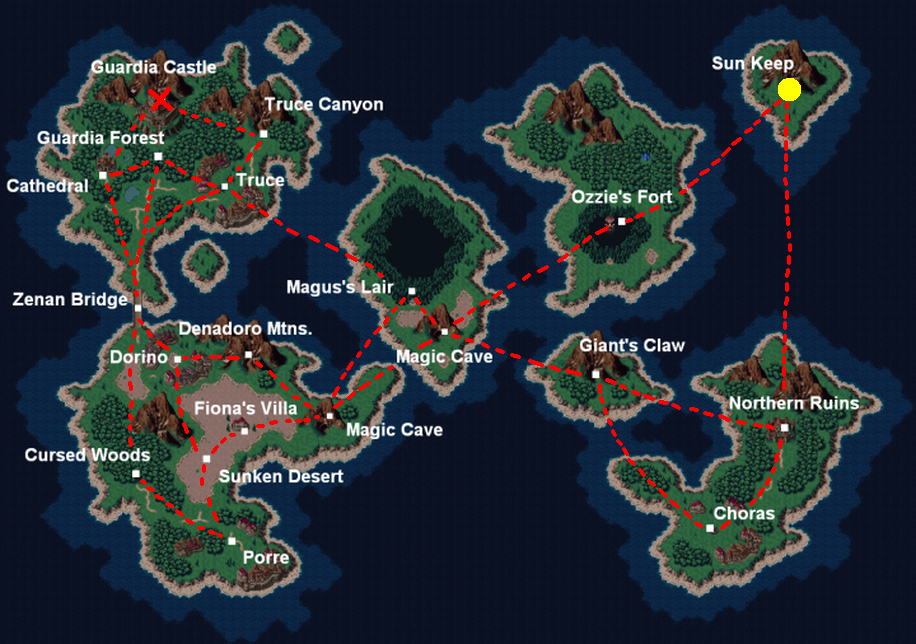 Guardia Castle
Sun Keep
Truce Canyon
Guardia Forest
Cathedral
Truce
Ozzie's Fort
Magus's Lair
Zenan Bridge
Denadoro Mtns.
Dorino
Magic Cave
Giant's Claw
Fiona's Villa
Northern Ruins
Magic Cave
Cursed Woods
Sunken Desert
Choras
Porre